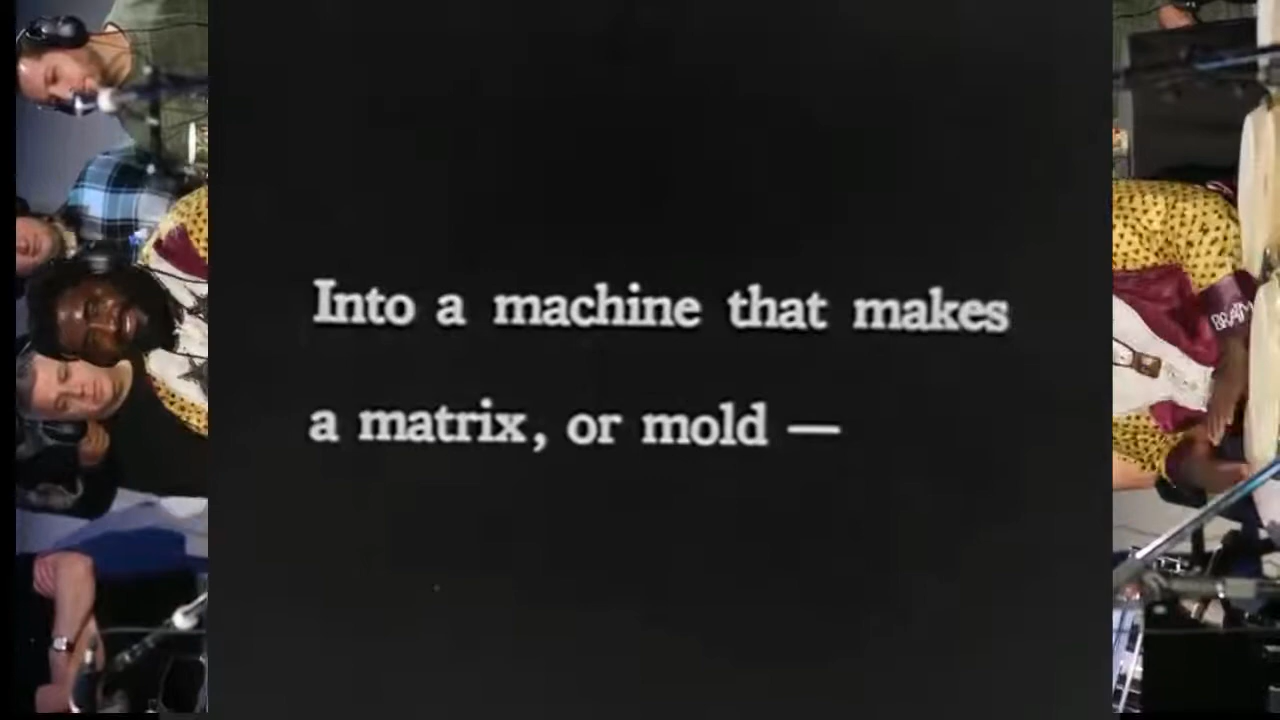 Into a machine that makes
a matrix, or mold —